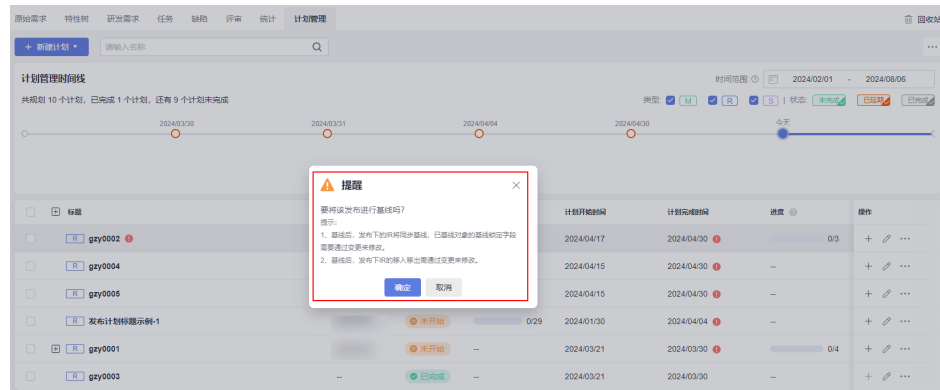 原始需求 特性树 研发需求 任务 缺陷 评审 统计 计划管理 回收站
+ 新建计划 请输入名称 ...
计划管理时间线 时间范围 2024/02/01 - 2024/08/06
共规划 10 个计划，已完成 1 个计划，还有 9 个计划未完成 类型: M R S | 状态: 未完成 已延期 已完成
2024/03/30 2024/03/31 2024/04/04 2024/04/30 今天
提醒
要将该发布进行基线吗?
提示:
1、基线后，发布下的IR将同步基线，已基线对象的基线锁定字段
需要通过变更来修改。
2、基线后，发布下IR的移入移出需通过变更来修改。
确定 取消
标题 计划开始时间 计划完成时间 进度 操作
R gzy0002 2024/04/17 2024/04/30 0/3
R gzy0004 2024/04/15 2024/04/30 --
R gzy0005 2024/04/15 2024/04/30 --
R 发布计划标题示例-1 未开始 0/29 2024/01/30 2024/04/04 --
R gzy0001 未开始 -- 2024/03/21 2024/03/30 0/4
R gzy0003 -- 已完成 -- 2024/03/21 2024/03/30 --